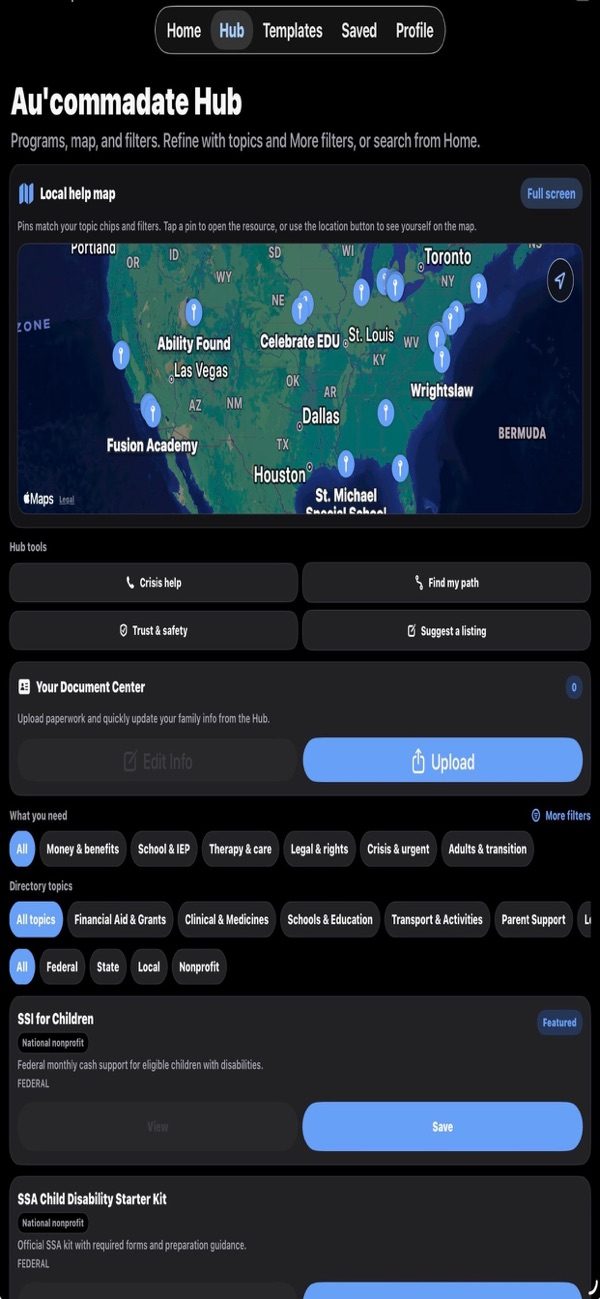 Home Hub Templates Saved Profile
Au'commadate Hub
Programs, map, and filters. Refine with topics and More filters, or search from Home.
Local help map
Full screen
Pins match your topic chips and filters. Tap a pin to open the resource, or use the location button to see yourself on the map.
Portland
OR
ID
SD
WI
Toronto
NS
WY
NY
NE
ZONE
Ability Found
Celebrate EDU
St. Louis
WV
Las Vegas
KY
OK
Wrightslaw
AZ
NM
AR
Dallas
BERMUDA
Fusion Academy
TX
Houston
St. Michael
Special School
Maps Legal
Hub tools
Crisis help
Find my path
Trust & safety
Suggest a listing
Your Document Center
0
Upload paperwork and quickly update your family info from the Hub.
Edit Info
Upload
What you need
More filters
All Money & benefits School & IEP Therapy & care Legal & rights Crisis & urgent Adults & transition
Directory topics
All topics Financial Aid & Grants Clinical & Medicines Schools & Education Transport & Activities Parent Support
All Federal State Local Nonprofit
SSI for Children
Featured
National nonprofit
Federal monthly cash support for eligible children with disabilities.
FEDERAL
View
Save
SSA Child Disability Starter Kit
National nonprofit
Official SSA kit with required forms and preparation guidance.
FEDERAL